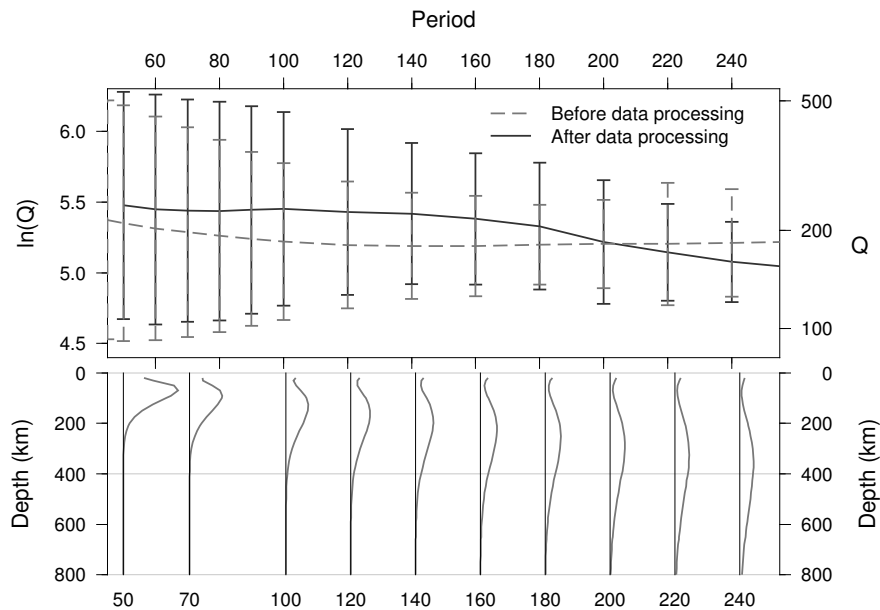 Period
60 80 100 120 140 160 180 200 220 240
Before data processing
After data processing
ln(Q)
6.0
5.5
5.0
4.5
Q
500
200
100
Depth (km)
0
200
400
600
800
Depth (km)
0
200
400
600
800
50 70 100 120 140 160 180 200 220 240